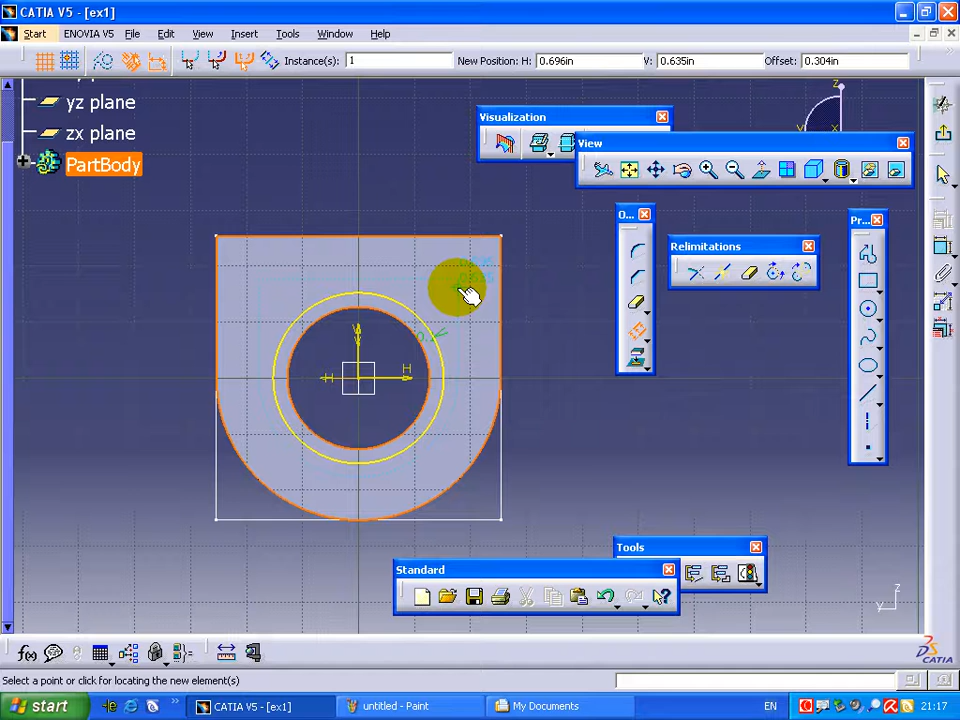 CATIA V5 - [ex1]
Start ENOVIA V5 File Edit View Insert Tools Window Help
Instance(s): 1 New Position: H: 0.696in V: 0.635in Offset: 0.304in
yz plane
zx plane
PartBody
Visualization
View
z
y x
O... Relimitations Pr...
V
H H
Tools
Standard
z
y
f(x)
CATIA
Select a point or click for locating the new element(s)
start CATIA V5 - [ex1] untitled - Paint My Documents EN 21:17